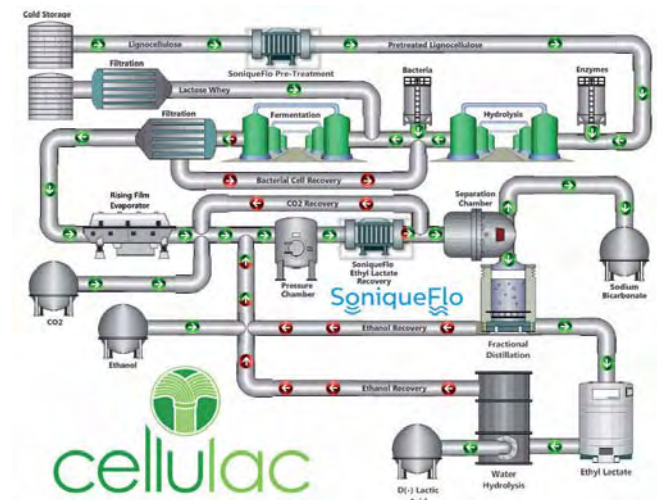 Cold Storage
Lignocellulose
Pretreated Lignocellulose
SoniqueFlo Pre-Treatment
Filtration
Bacteria
Enzymes
Lactose Whey
Filtration
Fermentation
Hydrolysis
Bacterial Cell Recovery
Rising Film
Evaporator
CO2 Recovery
Separation
Chamber
Pressure
Chamber
SoniqueFlo
Ethyl Lactate
Recovery
Sodium
Bicarbonate
CO2
SoniqueFlo
Ethanol Recovery
Ethanol
Fractional
Distillation
Ethanol Recovery
cellulac
D(-) Lactic
Water
Hydrolysis
Ethyl Lactate